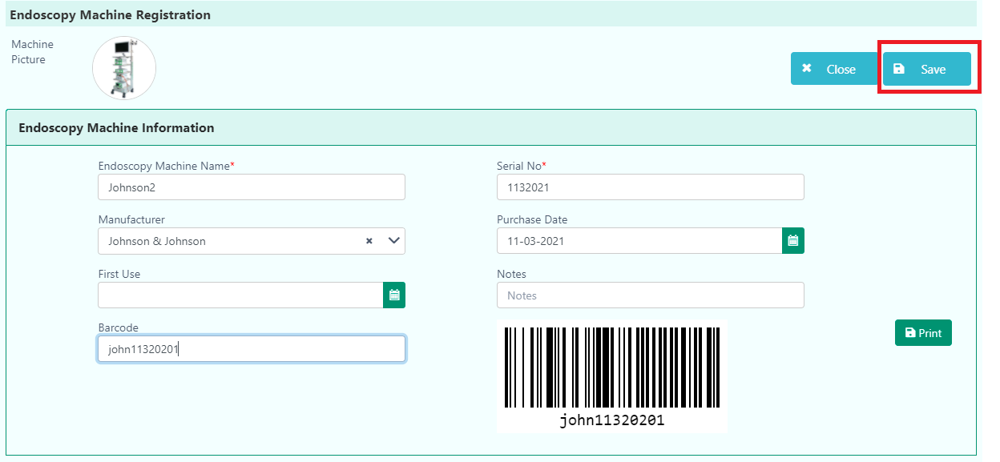 Endoscopy Machine Registration
Machine
Picture
Close
Save
Endoscopy Machine Information
Endoscopy Machine Name*
Serial No*
Johnson2
1132021
Manufacturer
Purchase Date
Johnson & Johnson
11-03-2021
First Use
Notes
Notes
Barcode
john11320201
Print
john11320201